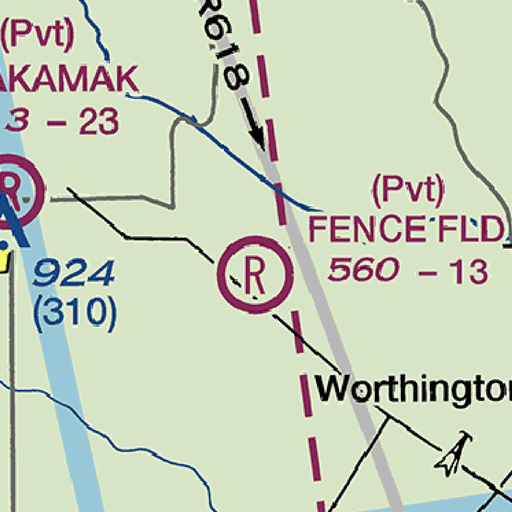 R618
(Pvt)
AKAMAK
3 - 23
R
(Pvt)
FENCE FLD
560 - 13
R
924
(310)
Worthington